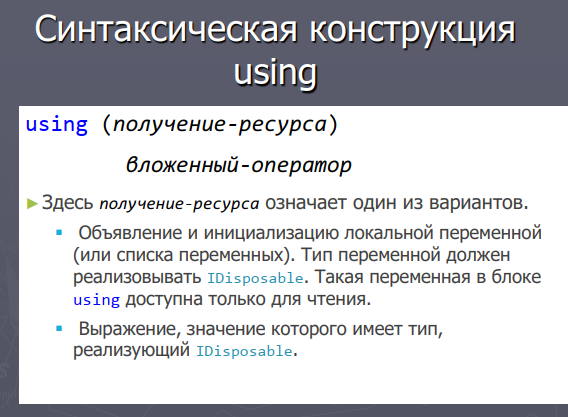 Синтаксическая конструкция
using
using (получение-ресурса)
вложенный-оператор
►Здесь получение-ресурса означает один из вариантов.
▪ Объявление и инициализацию локальной переменной
(или списка переменных). Тип переменной должен
реализовывать IDisposable. Такая переменная в блоке
using доступна только для чтения.
▪ Выражение, значение которого имеет тип,
реализующий IDisposable.